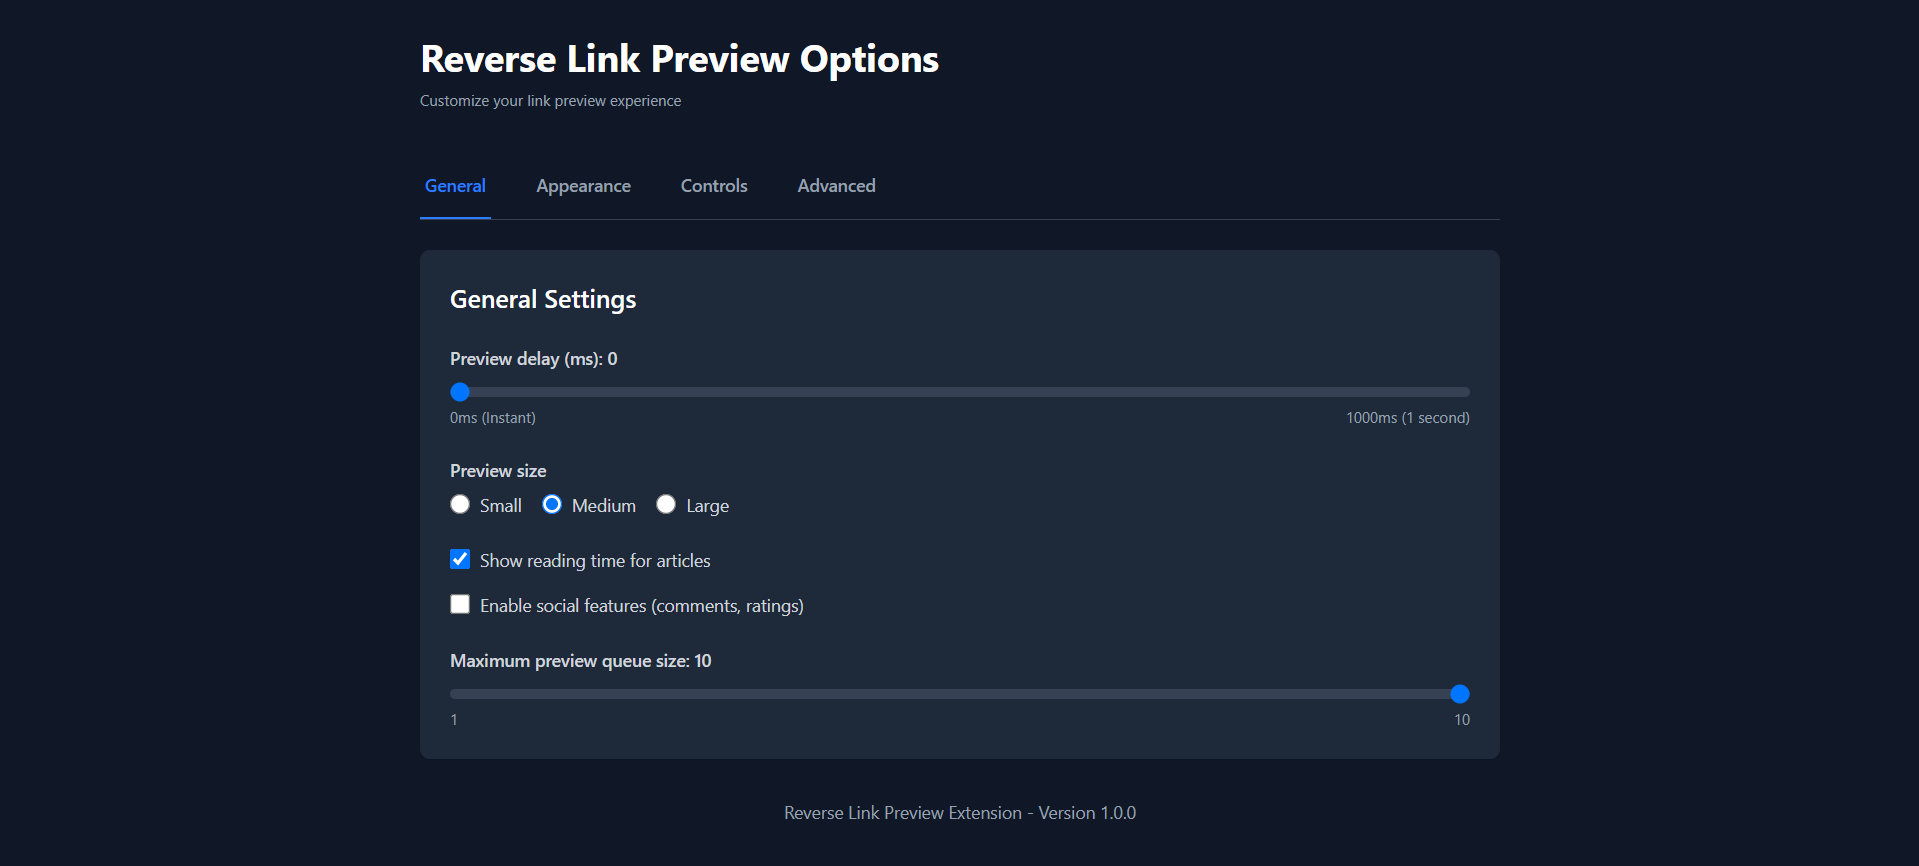 Reverse Link Preview Options
Customize your link preview experience
General Appearance Controls Advanced
General Settings
Preview delay (ms): 0
0ms (Instant) 1000ms (1 second)
Preview size
Small Medium Large
Show reading time for articles
Enable social features (comments, ratings)
Maximum preview queue size: 10
1 10
Reverse Link Preview Extension - Version 1.0.0